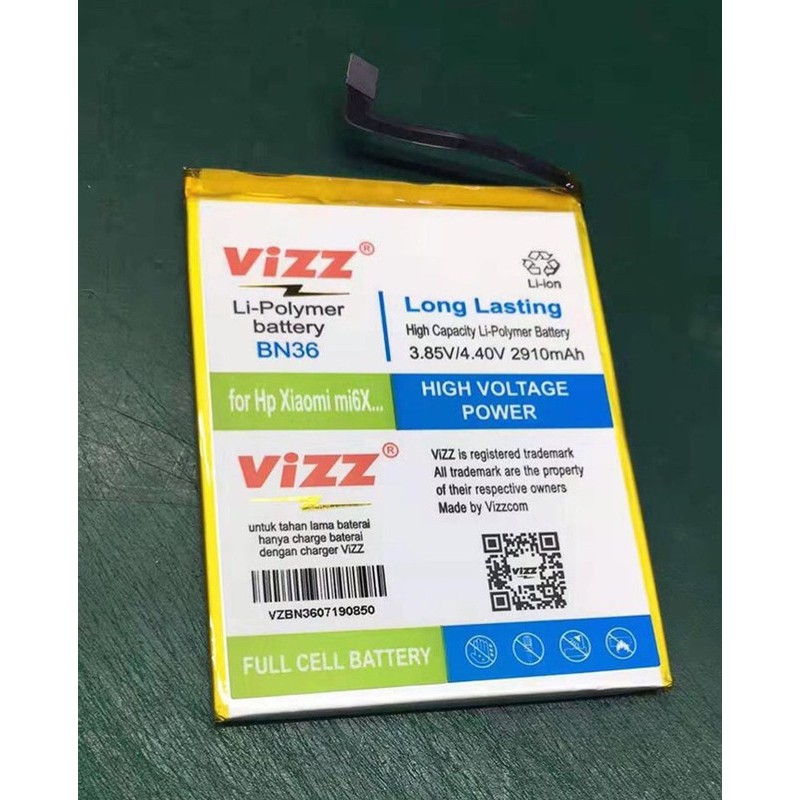 ViZZ®
Li-Polymer
battery
BN36
Li-ion
Long Lasting
High Capacity Li-Polymer Battery
3.85V/4.40V 2910mAh
for Hp Xiaomi mi6X...
HIGH VOLTAGE
POWER
ViZZ®
untuk tahan lama baterai
hanya charge baterai
dengan charger ViZZ
VZBN3607190850
ViZZ is registered trademark
All trademark are the property
of their respective owners
Made by Vizzcom
ViZZ
FULL CELL BATTERY